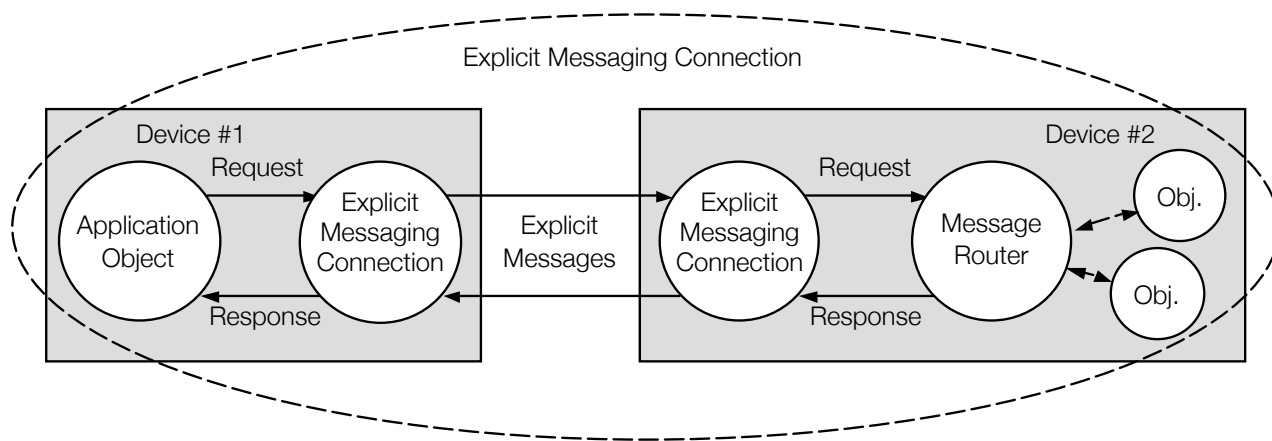 Explicit Messaging Connection
Device #1
Device #2
Request
Request
Application
Object
Explicit
Messaging
Connection
Explicit
Messages
Explicit
Messaging
Connection
Message
Router
Obj.
Obj.
Response
Response